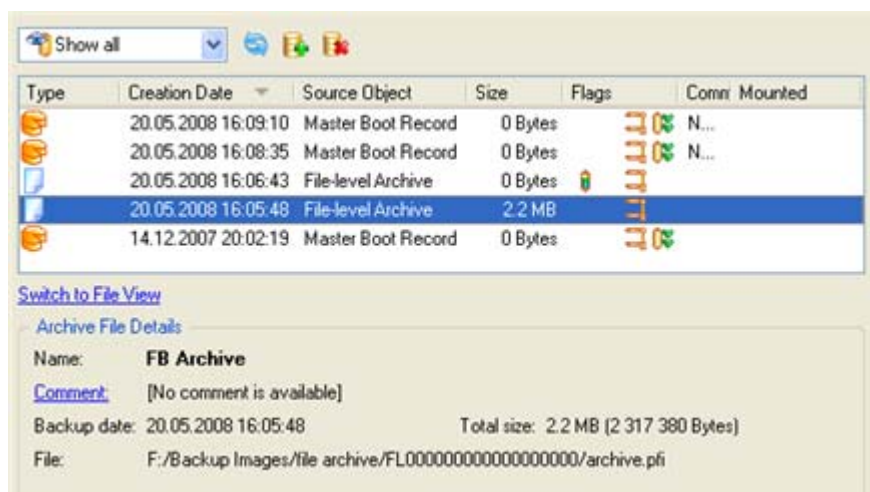 Show all
Type Creation Date Source Object Size Flags Comm Mounted
20.05.2008 16:09:10 Master Boot Record 0 Bytes N...
20.05.2008 16:08:35 Master Boot Record 0 Bytes N...
20.05.2008 16:06:43 File-level Archive 0 Bytes
20.05.2008 16:05:48 File-level Archive 2.2 MB
14.12.2007 20:02:19 Master Boot Record 0 Bytes
Switch to File View
Archive File Details
Name: FB Archive
Comment: [No comment is available]
Backup date: 20.05.2008 16:05:48 Total size: 2.2 MB (2 317 380 Bytes)
File: F:/Backup Images/file archive/FL000000000000000000/archive.pfi